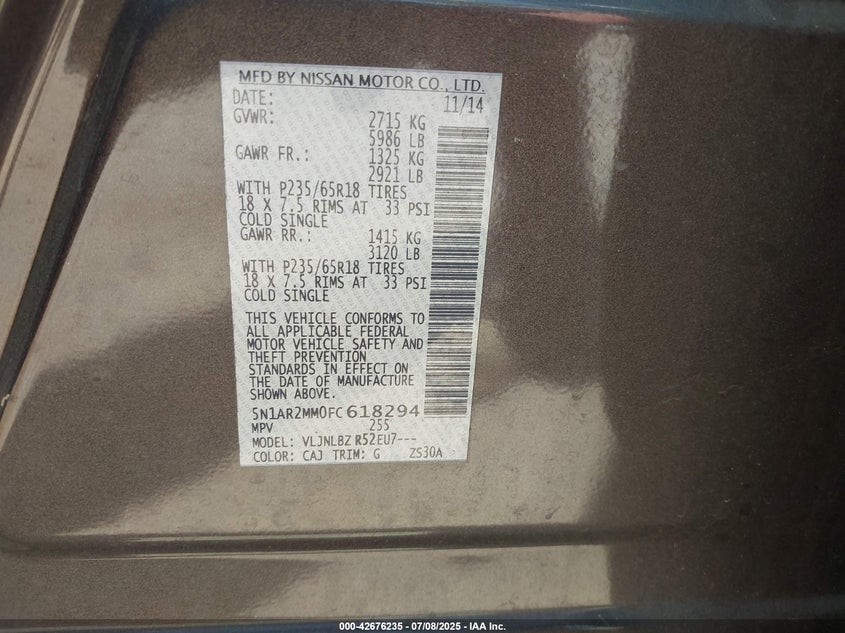 MFD BY NISSAN MOTOR CO., LTD.
DATE: 11/14
GVWR: 2715 KG
5986 LB
GAWR FR.: 1325 KG
2921 LB
WITH P235/65R18 TIRES
18 X 7.5 RIMS AT 33 PSI
COLD SINGLE
GAWR RR.: 1415 KG
3120 LB
WITH P235/65R18 TIRES
18 X 7.5 RIMS AT 33 PSI
COLD SINGLE
THIS VEHICLE CONFORMS TO
ALL APPLICABLE FEDERAL
MOTOR VEHICLE SAFETY AND
THEFT PREVENTION
STANDARDS IN EFFECT ON
THE DATE OF MANUFACTURE
SHOWN ABOVE.
5N1AR2MM0FC618294
MPV 255
MODEL: VLJNLBZ R52EU7---
COLOR: CAJ TRIM: G ZS30A
000-42676235 - 07/08/2025 - IAA Inc.